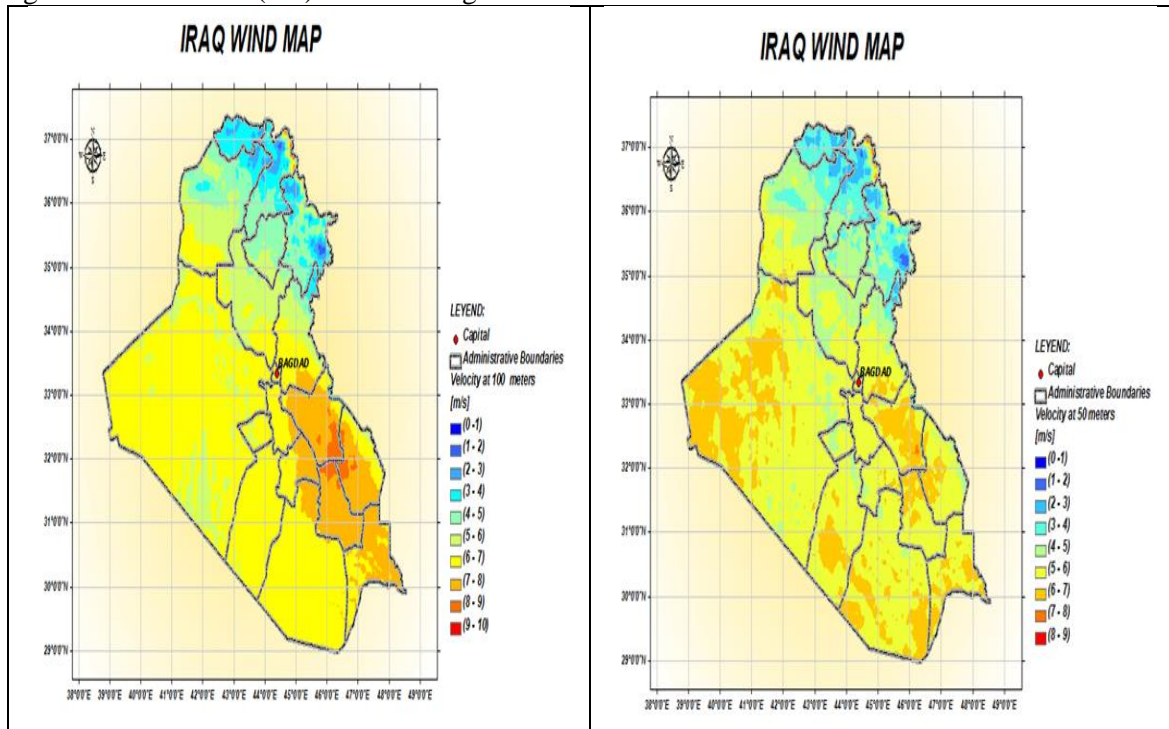 IRAQ WIND MAP
37°0'0"N
36°0'0"N
35°0'0"N
34°0'0"N
33°0'0"N
32°0'0"N
31°0'0"N
30°0'0"N
29°0'0"N
BAGDAD
LEYEND:
Capital
Administrative Boundaries
Velocity at 100 meters
[m/s]
(0 -1)
(1 - 2)
(2 - 3)
(3 - 4)
(4 - 5)
(5 - 6)
(6 - 7)
(7 - 8)
(8 - 9)
(9 - 10)
38°0'0"E 39°0'0"E 40°0'0"E 41°0'0"E 42°0'0"E 43°0'0"E 44°0'0"E 45°0'0"E 46°0'0"E 47°0'0"E 48°0'0"E 49°0'0"E
IRAQ WIND MAP
37°0'0"N
36°0'0"N
35°0'0"N
34°0'0"N
33°0'0"N
32°0'0"N
31°0'0"N
30°0'0"N
29°0'0"N
BAGDAD
LEYEND:
Capital
Administrative Boundaries
Velocity at 50 meters
[m/s]
(0 -1)
(1 - 2)
(2 - 3)
(3 - 4)
(4 - 5)
(5 - 6)
(6 - 7)
(7 - 8)
(8 - 9)
38°0'0"E 39°0'0"E 40°0'0"E 41°0'0"E 42°0'0"E 43°0'0"E 44°0'0"E 45°0'0"E 46°0'0"E 47°0'0"E 48°0'0"E 49°0'0"E